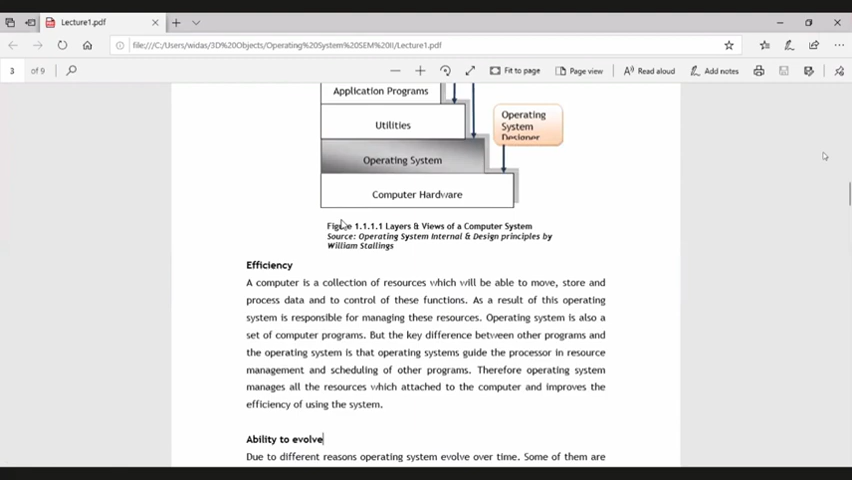 Lecture1.pdf
file:///C:/Users/widas/3D%20Objects/Operating%20System%20SEM%20II/Lecture1.pdf
3 of 9
Fit to page
Page view
Read aloud
Add notes
Application Programs
Utilities
Operating System
Computer Hardware
Operating
System
Designer
Figure 1.1.1.1 Layers & Views of a Computer System
Source: Operating System Internal & Design principles by
William Stallings
Efficiency
A computer is a collection of resources which will be able to move, store and
process data and to control of these functions. As a result of this operating
system is responsible for managing these resources. Operating system is also a
set of computer programs. But the key difference between other programs and
the operating system is that operating systems guide the processor in resource
management and scheduling of other programs. Therefore operating system
manages all the resources which attached to the computer and improves the
efficiency of using the system.
Ability to evolve
Due to different reasons operating system evolve over time. Some of them are